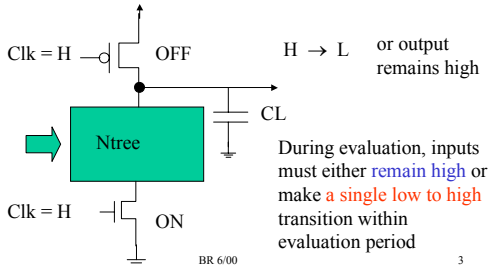 Clk = H
OFF
H → L
or output
remains high
CL
Ntree
During evaluation, inputs
must either remain high or
make a single low to high
transition within
evaluation period
Clk = H
ON
BR 6/00
3